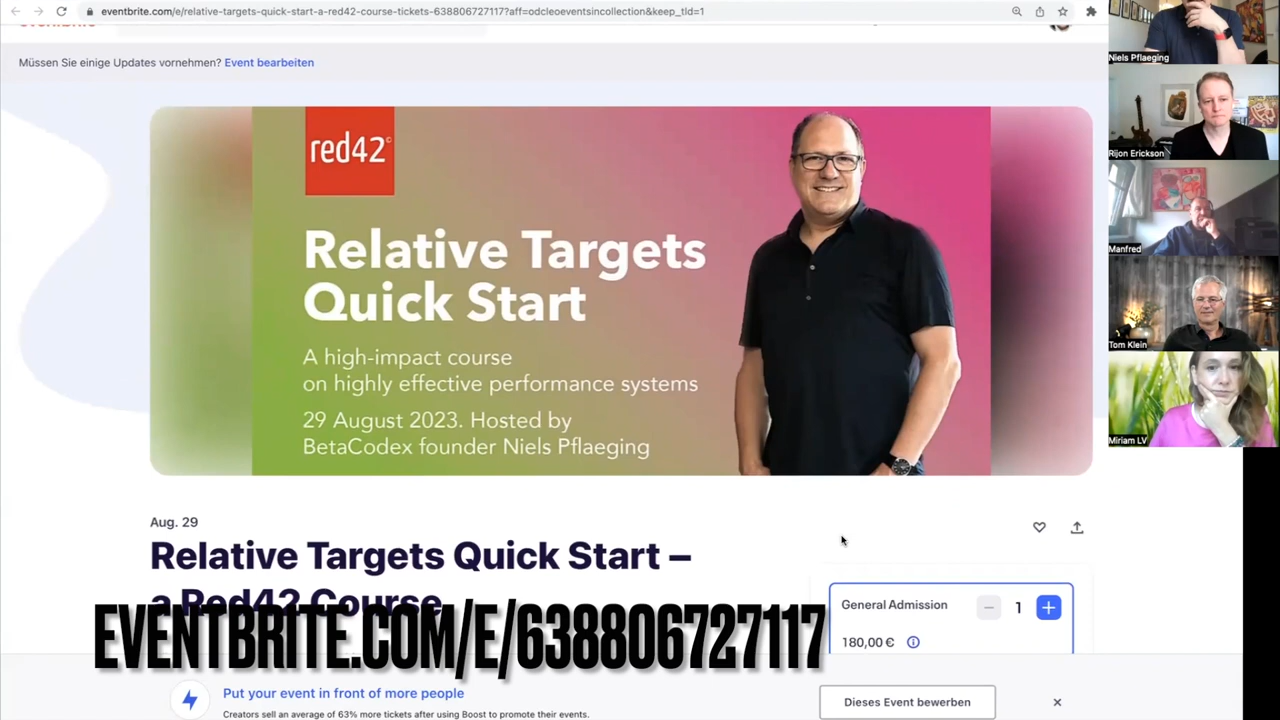 eventbrite.com/e/relative-targets-quick-start-a-red42-course-tickets-638806727117?aff=odcleoeventsincollection&keep_tld=1
eventbrite
Müssen Sie einige Updates vornehmen? Event bearbeiten
red42©
Relative Targets
Quick Start
A high-impact course
on highly effective performance systems
29 August 2023. Hosted by
BetaCodex founder Niels Pflaeging
Niels Pflaeging
Rijon Erickson
Manfred
Tom Klein
Miriam LV
Aug. 29
Relative Targets Quick Start –
a Red42 Course
General Admission
1
180,00 €
EVENTBRITE.COM/E/638806727117
Put your event in front of more people
Creators sell an average of 63% more tickets after using Boost to promote their events.
Dieses Event bewerben